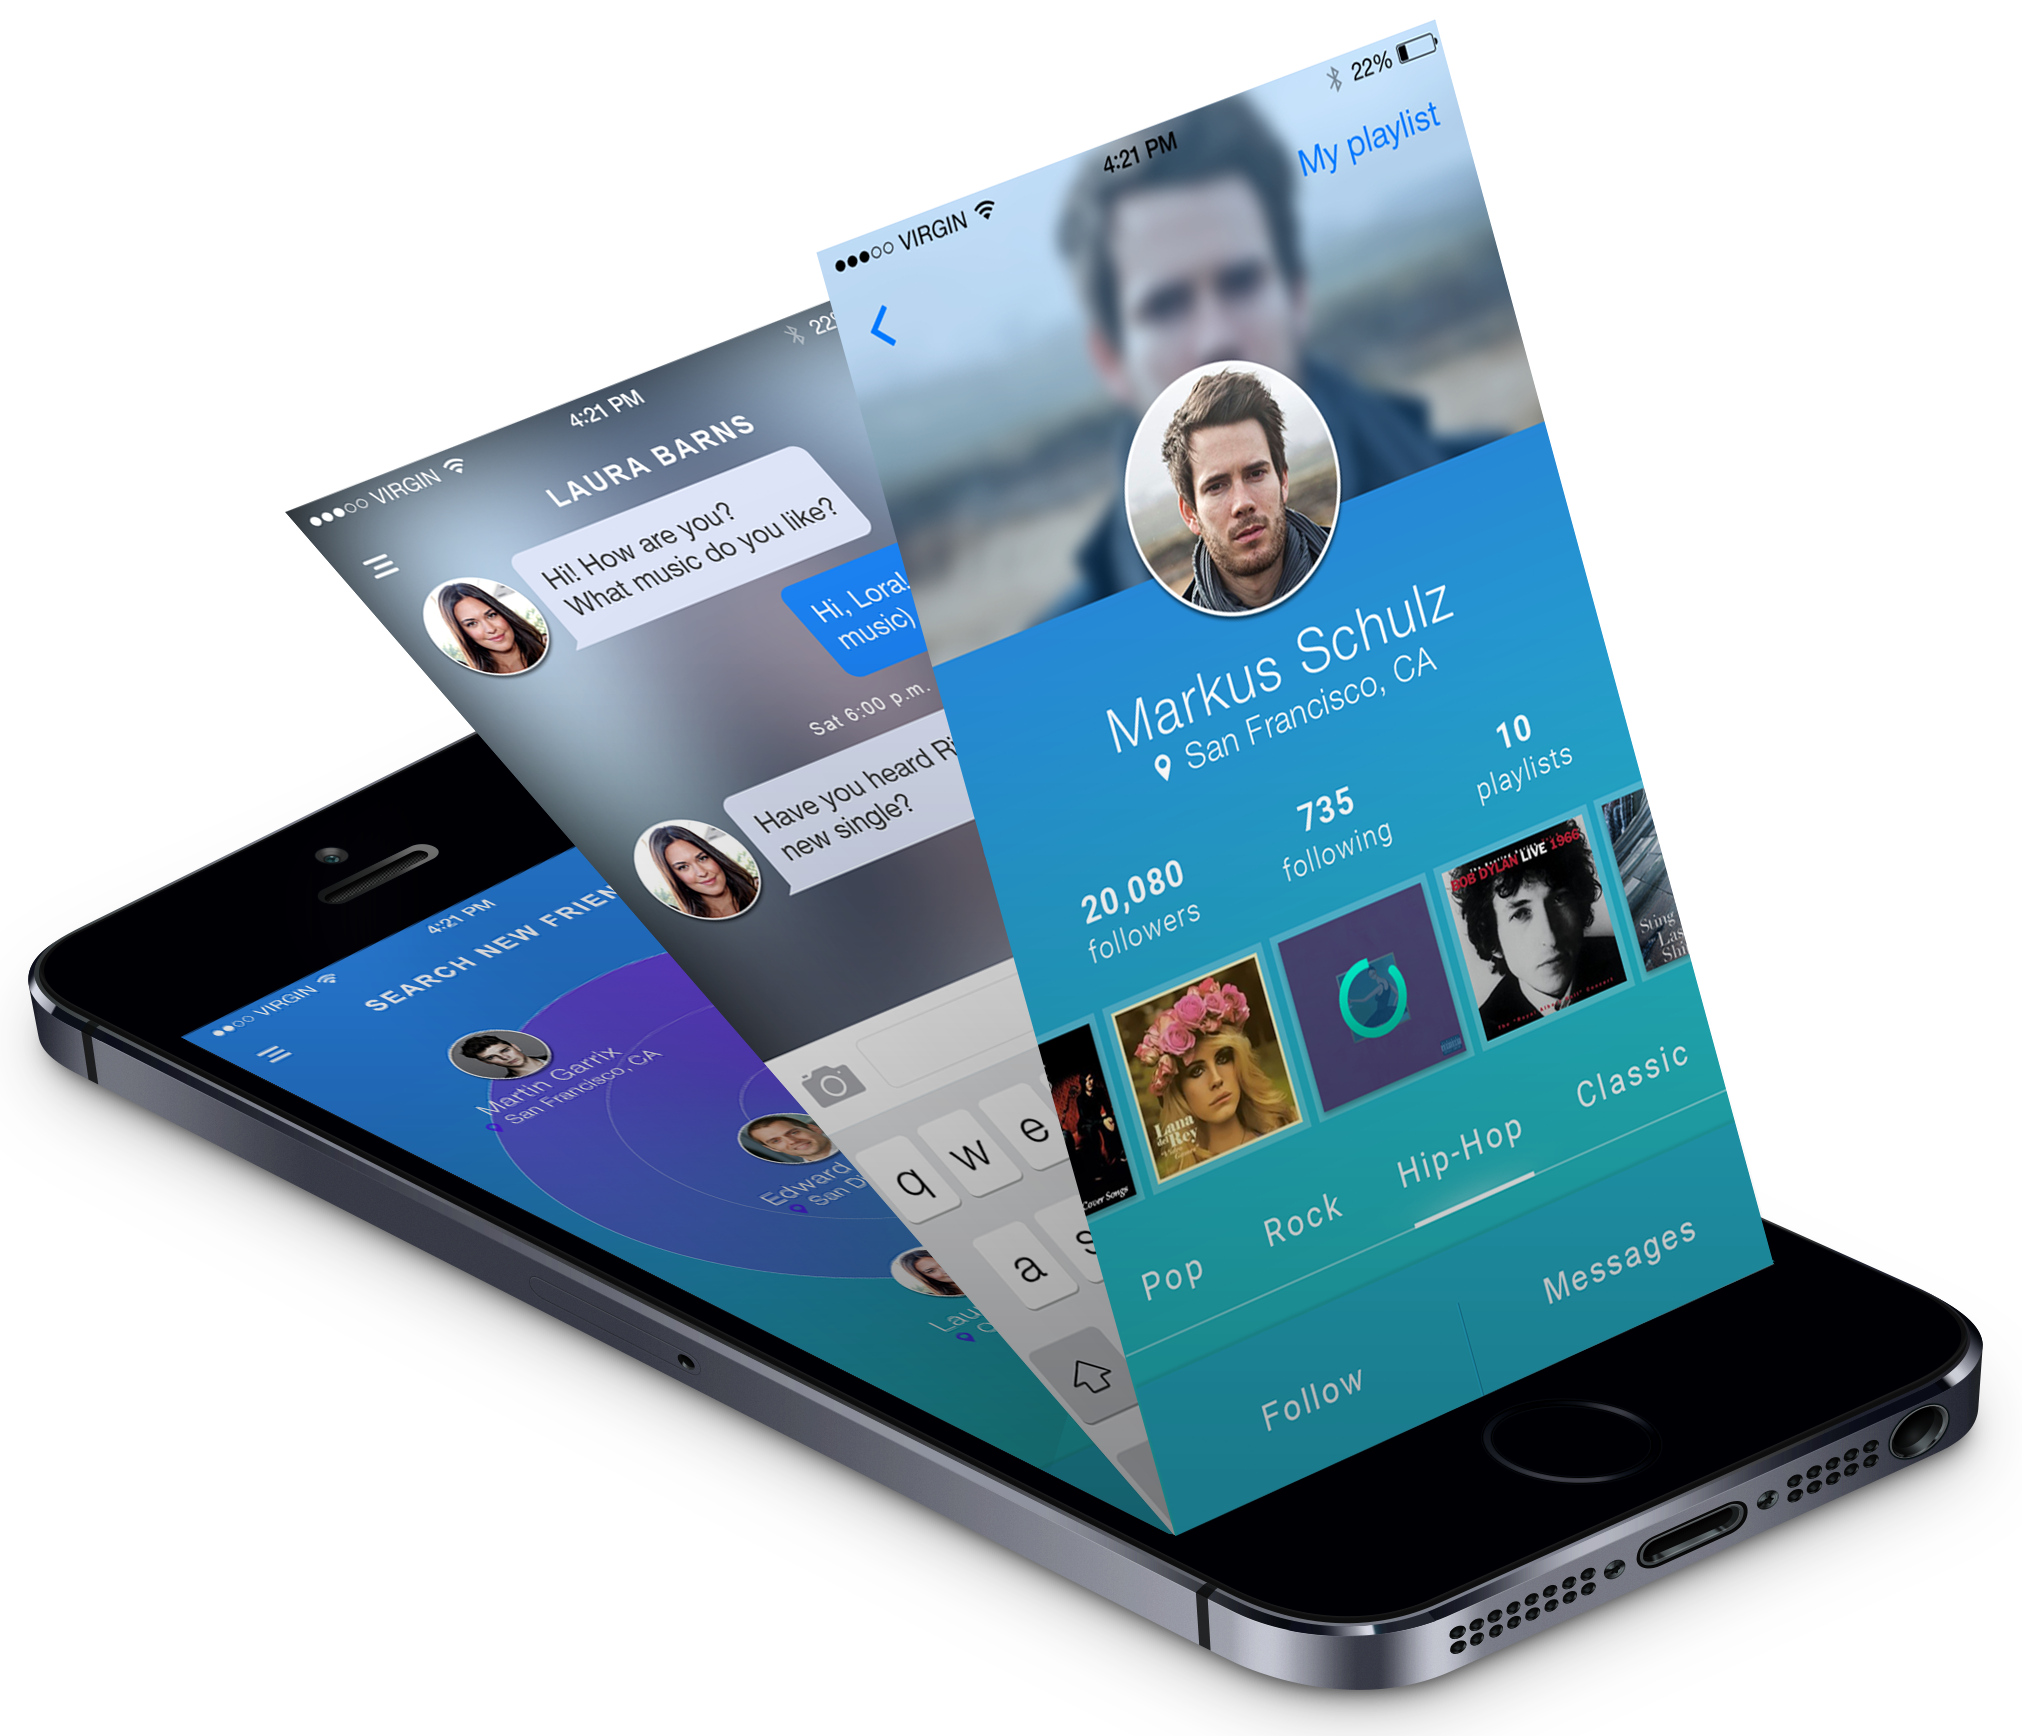 VIRGIN
4:21 PM
22%
My playlist
Markus Schulz
San Francisco, CA
20,080
followers
735
following
10
playlists
Cover Songs
Lana
del Rey
BOB DYLAN LIVE 1966
Sting
Pop
Rock
Hip-Hop
Classic
Follow
Messages
VIRGIN
4:21 PM
LAURA BARNS
Hi! How are you?
What music do you like?
Hi, Lora!
music)
Sat 6:00 p.m.
Have you heard
new single?
q w e
a s
VIRGIN
4:21 PM
SEARCH NEW
Martin Garrix
San Francisco, CA
Edward
San